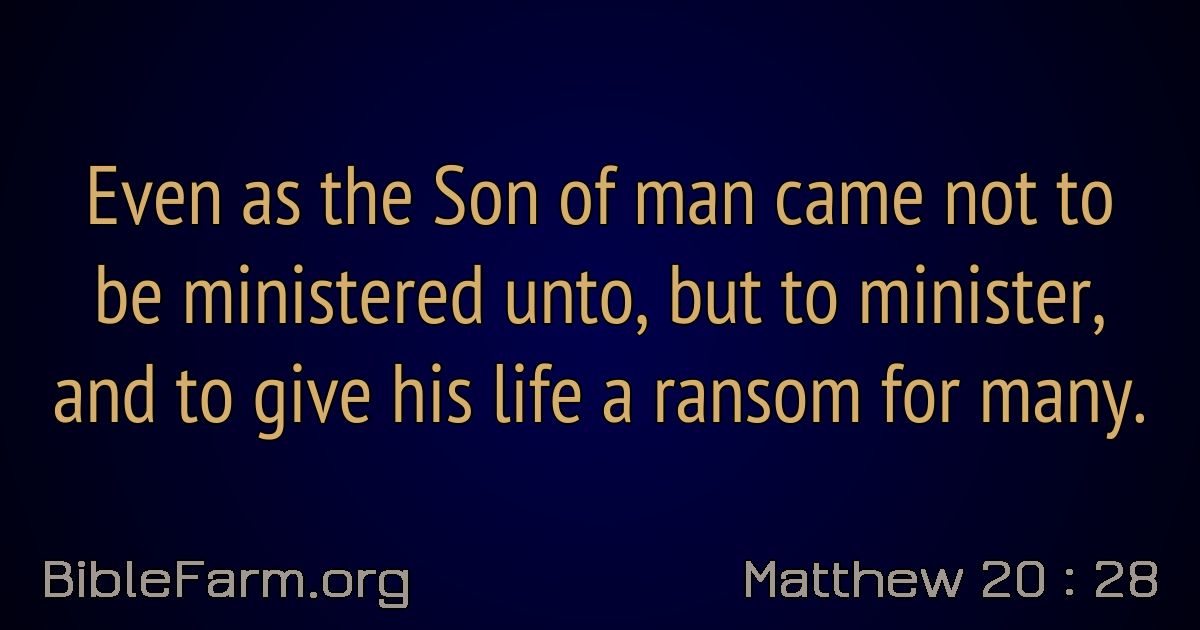 Even as the Son of man came not to
be ministered unto, but to minister,
and to give his life a ransom for many.
BibleFarm.org
Matthew 20 : 28